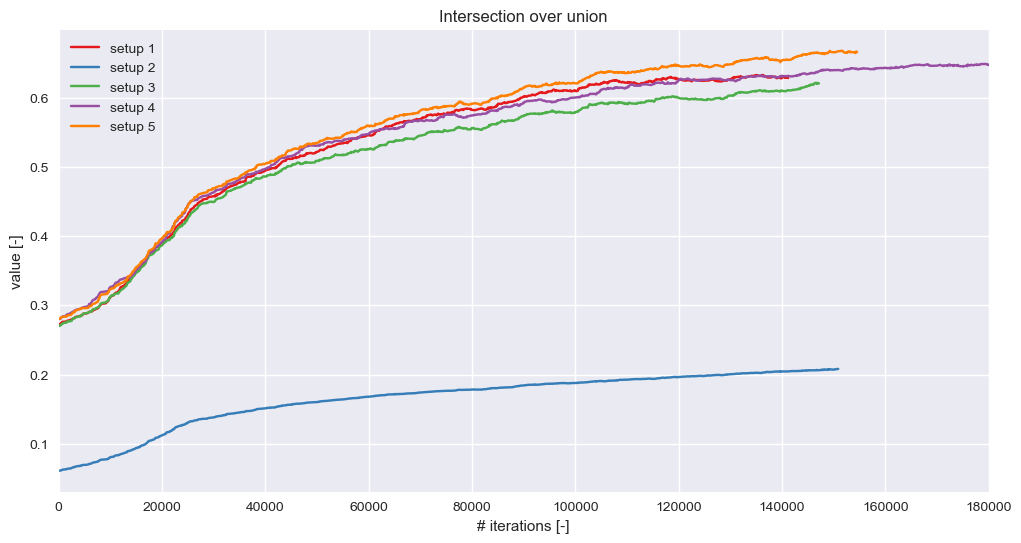 Intersection over union
setup 1
setup 2
setup 3
setup 4
setup 5
value [-]
0.6
0.5
0.4
0.3
0.2
0.1
0 20000 40000 60000 80000 100000 120000 140000 160000 180000
# iterations [-]